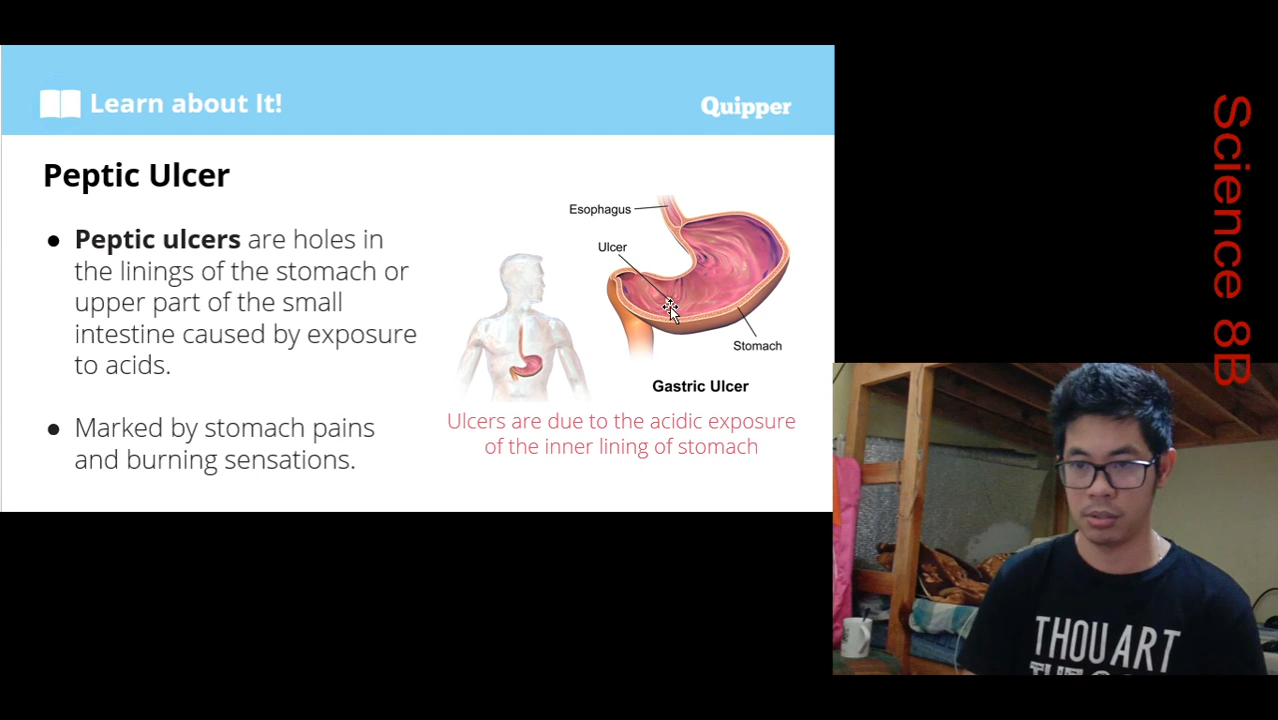 Learn about It!
Quipper
Peptic Ulcer
● Peptic ulcers are holes in
the linings of the stomach or
upper part of the small
intestine caused by exposure
to acids.
● Marked by stomach pains
and burning sensations.
Esophagus
Ulcer
Stomach
Gastric Ulcer
Ulcers are due to the acidic exposure
of the inner lining of stomach
Science 8B
THOU ART